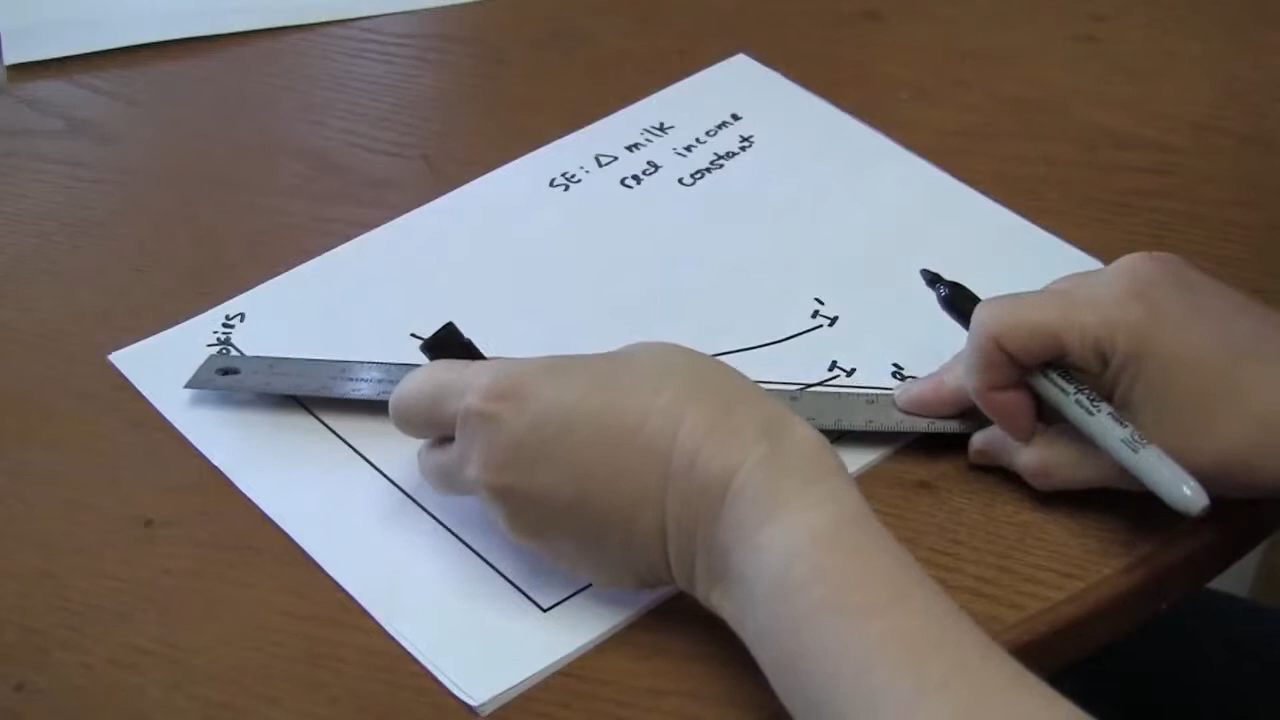 SE: Δ milk
real income
constant
I'
I
B'